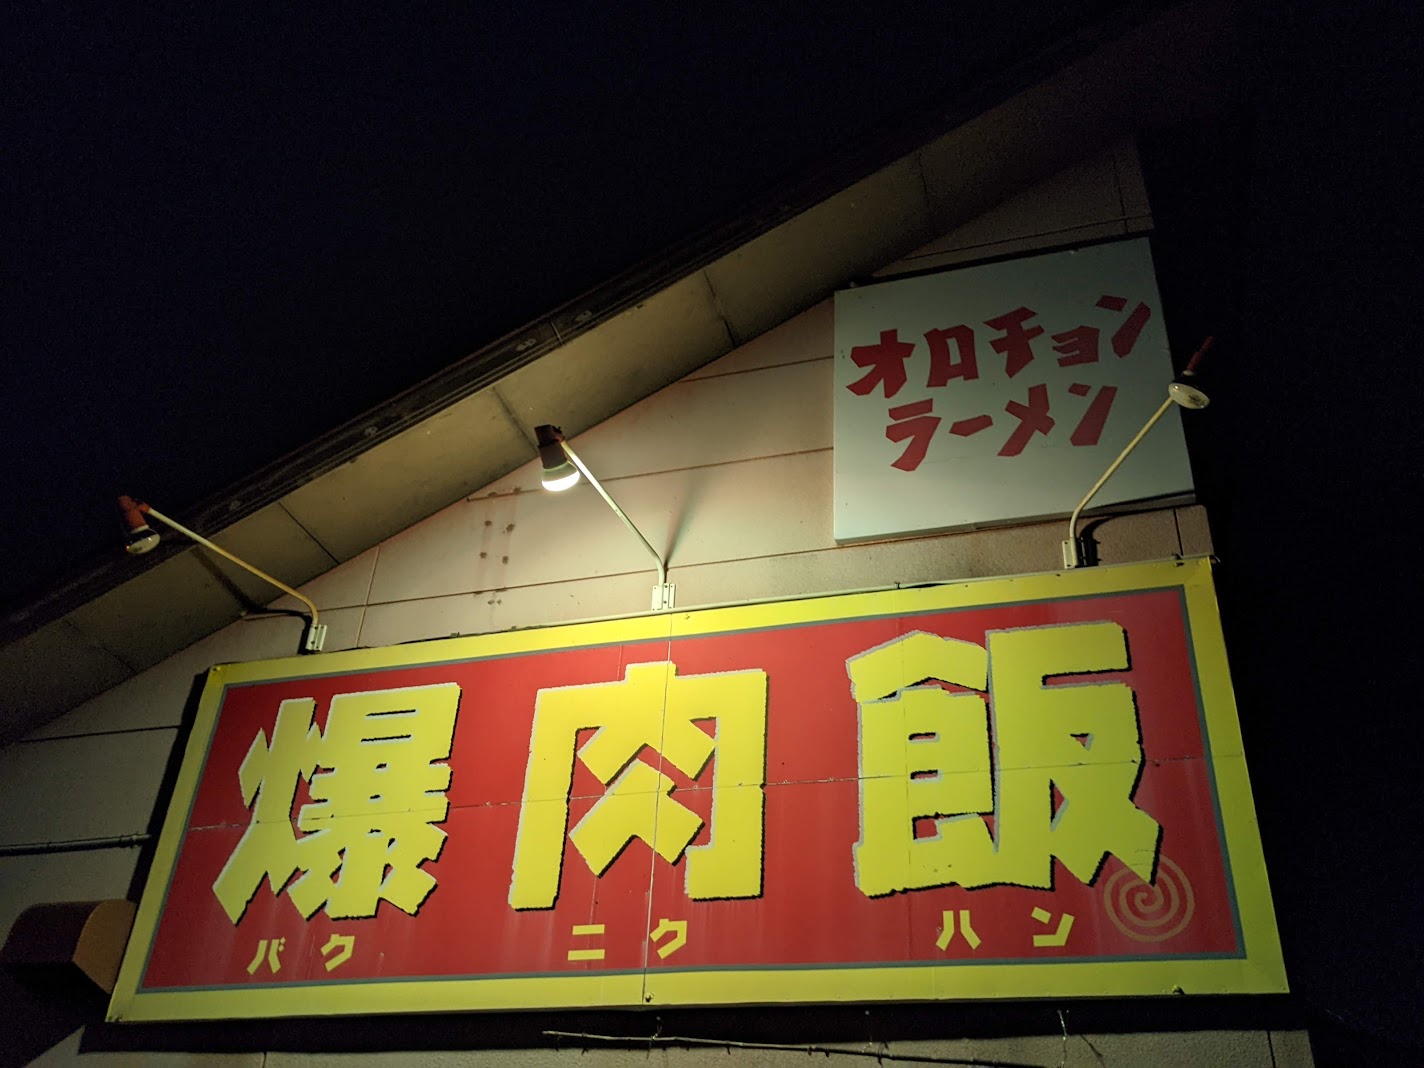 オロチョン
ラーメン
爆肉飯
バク ニク ハン